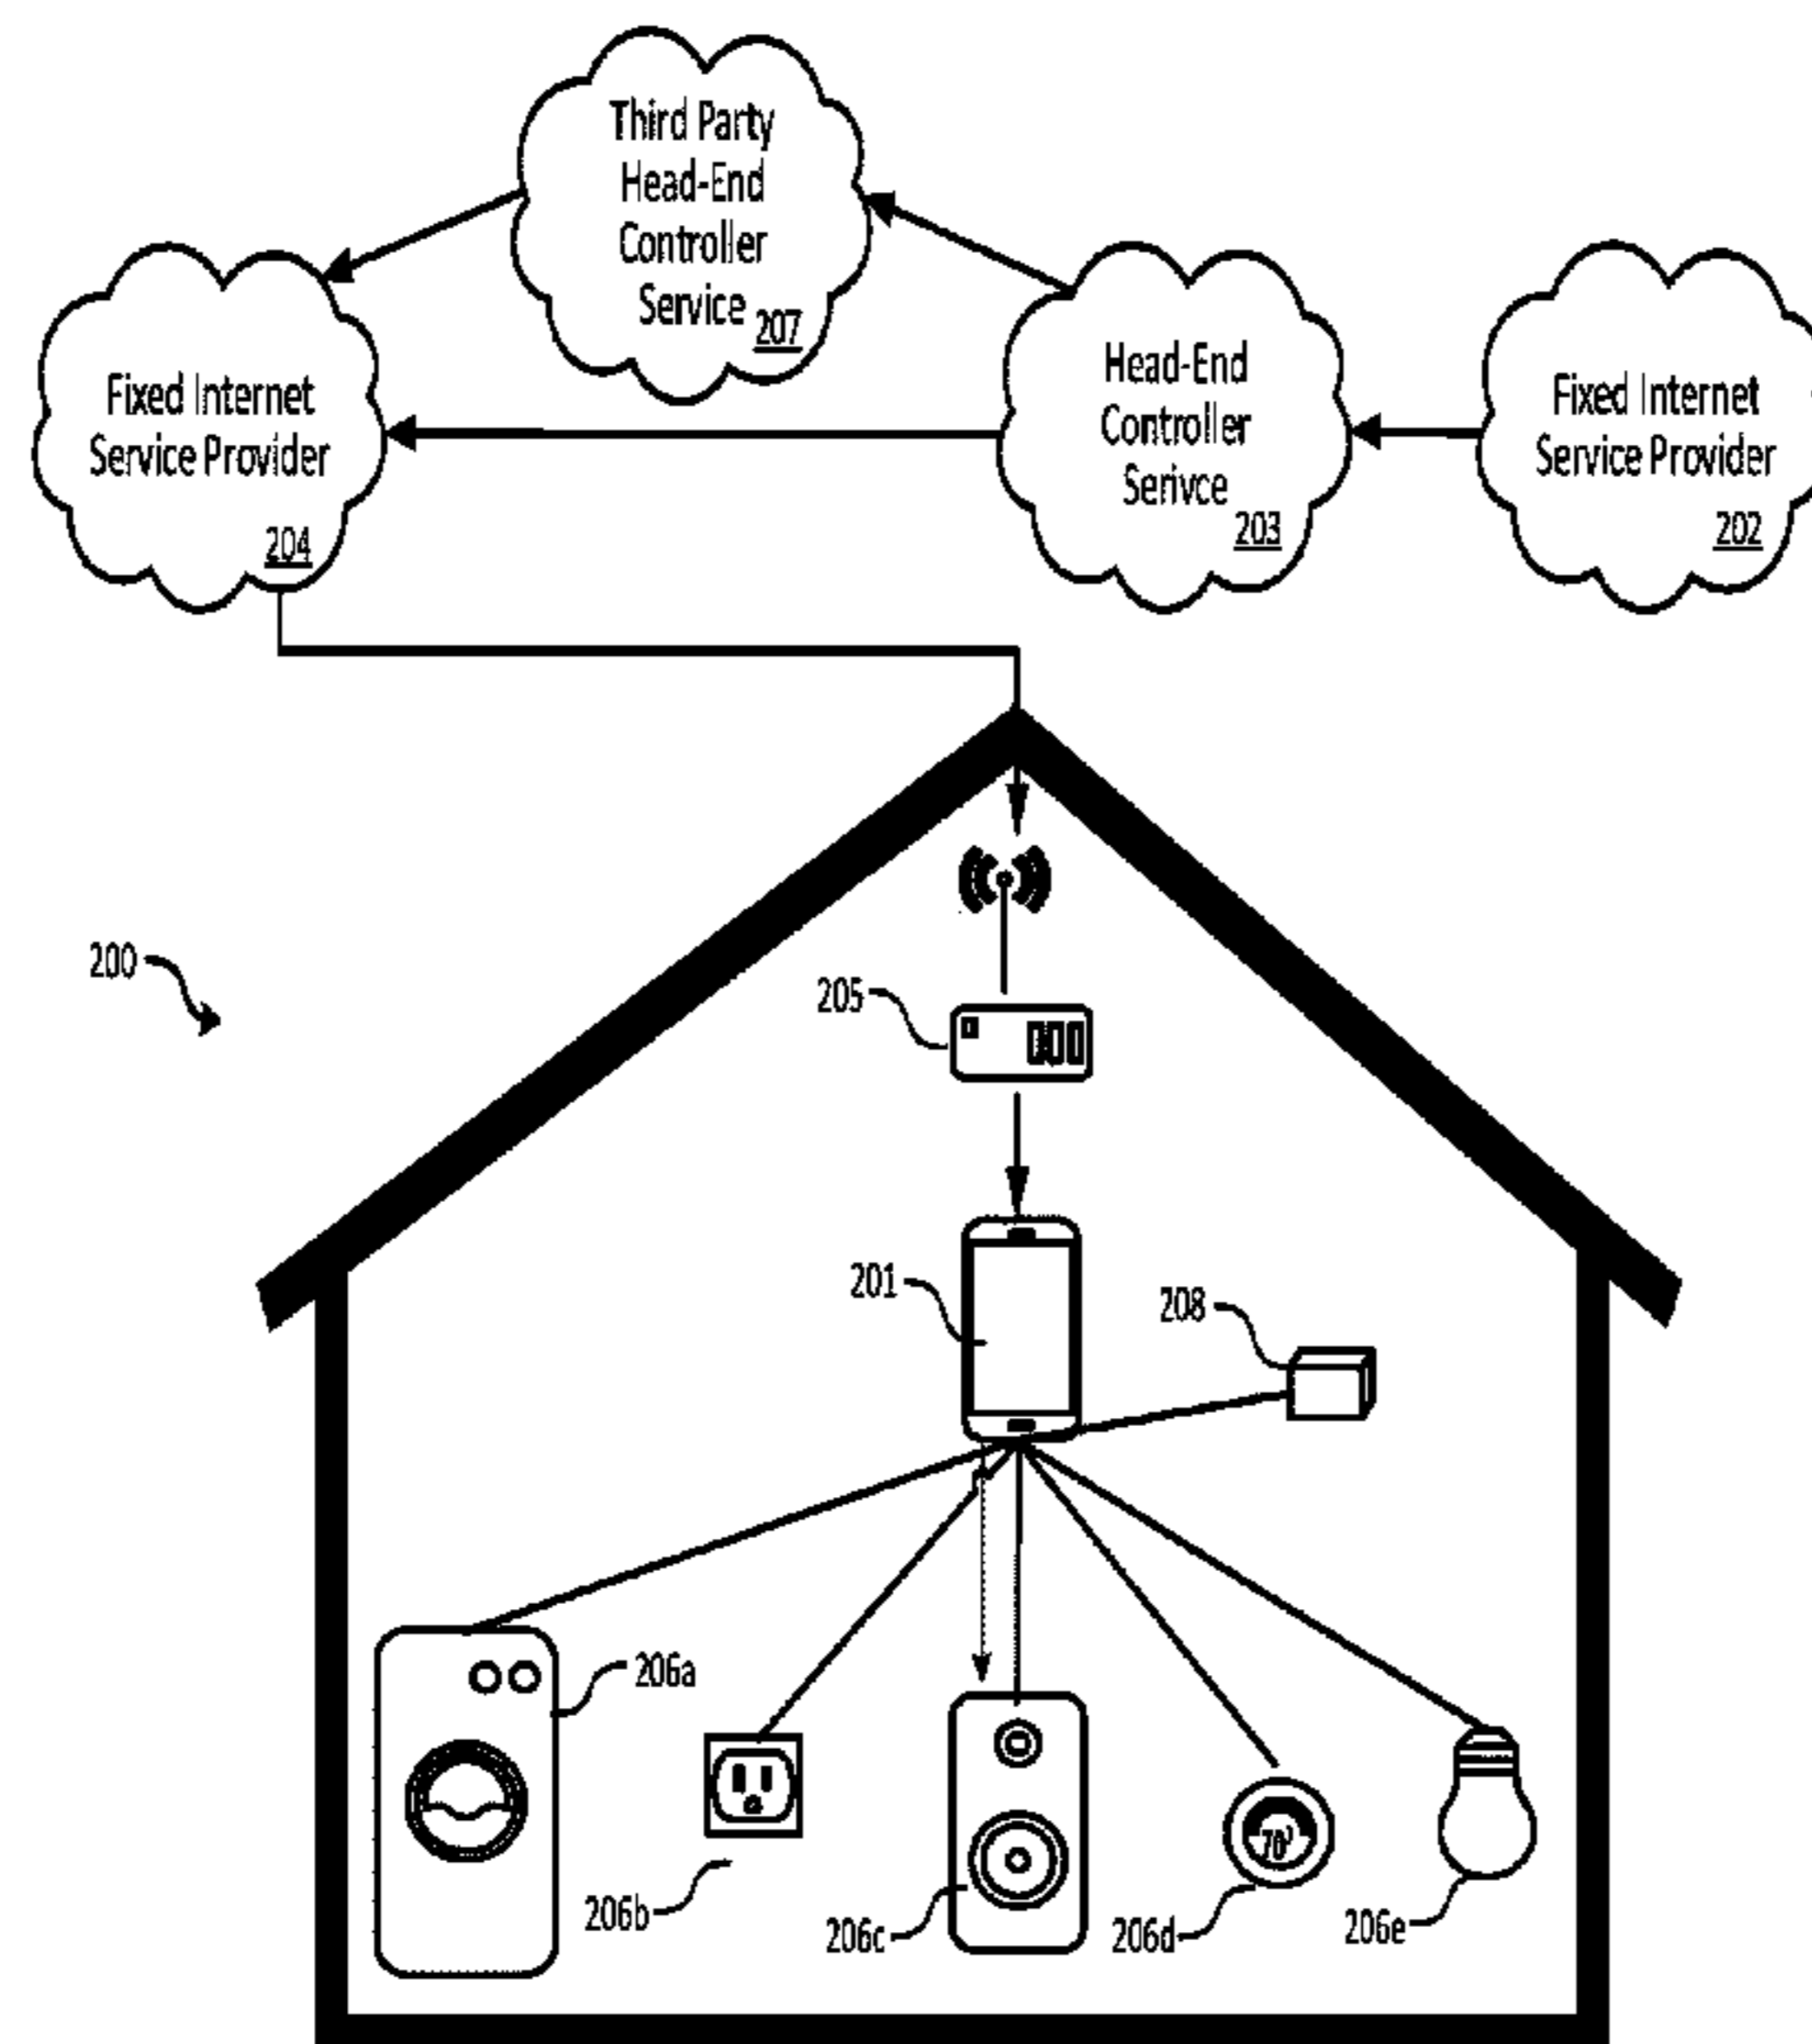 Third Party
Head-End
Controller
Service
207
Fixed Internet
Service Provider
204
Head-End
Controller
Serivce
203
Fixed Internet
Service Provider
202
200
205
201
208
206a
70°
206b
206c
206d
206e